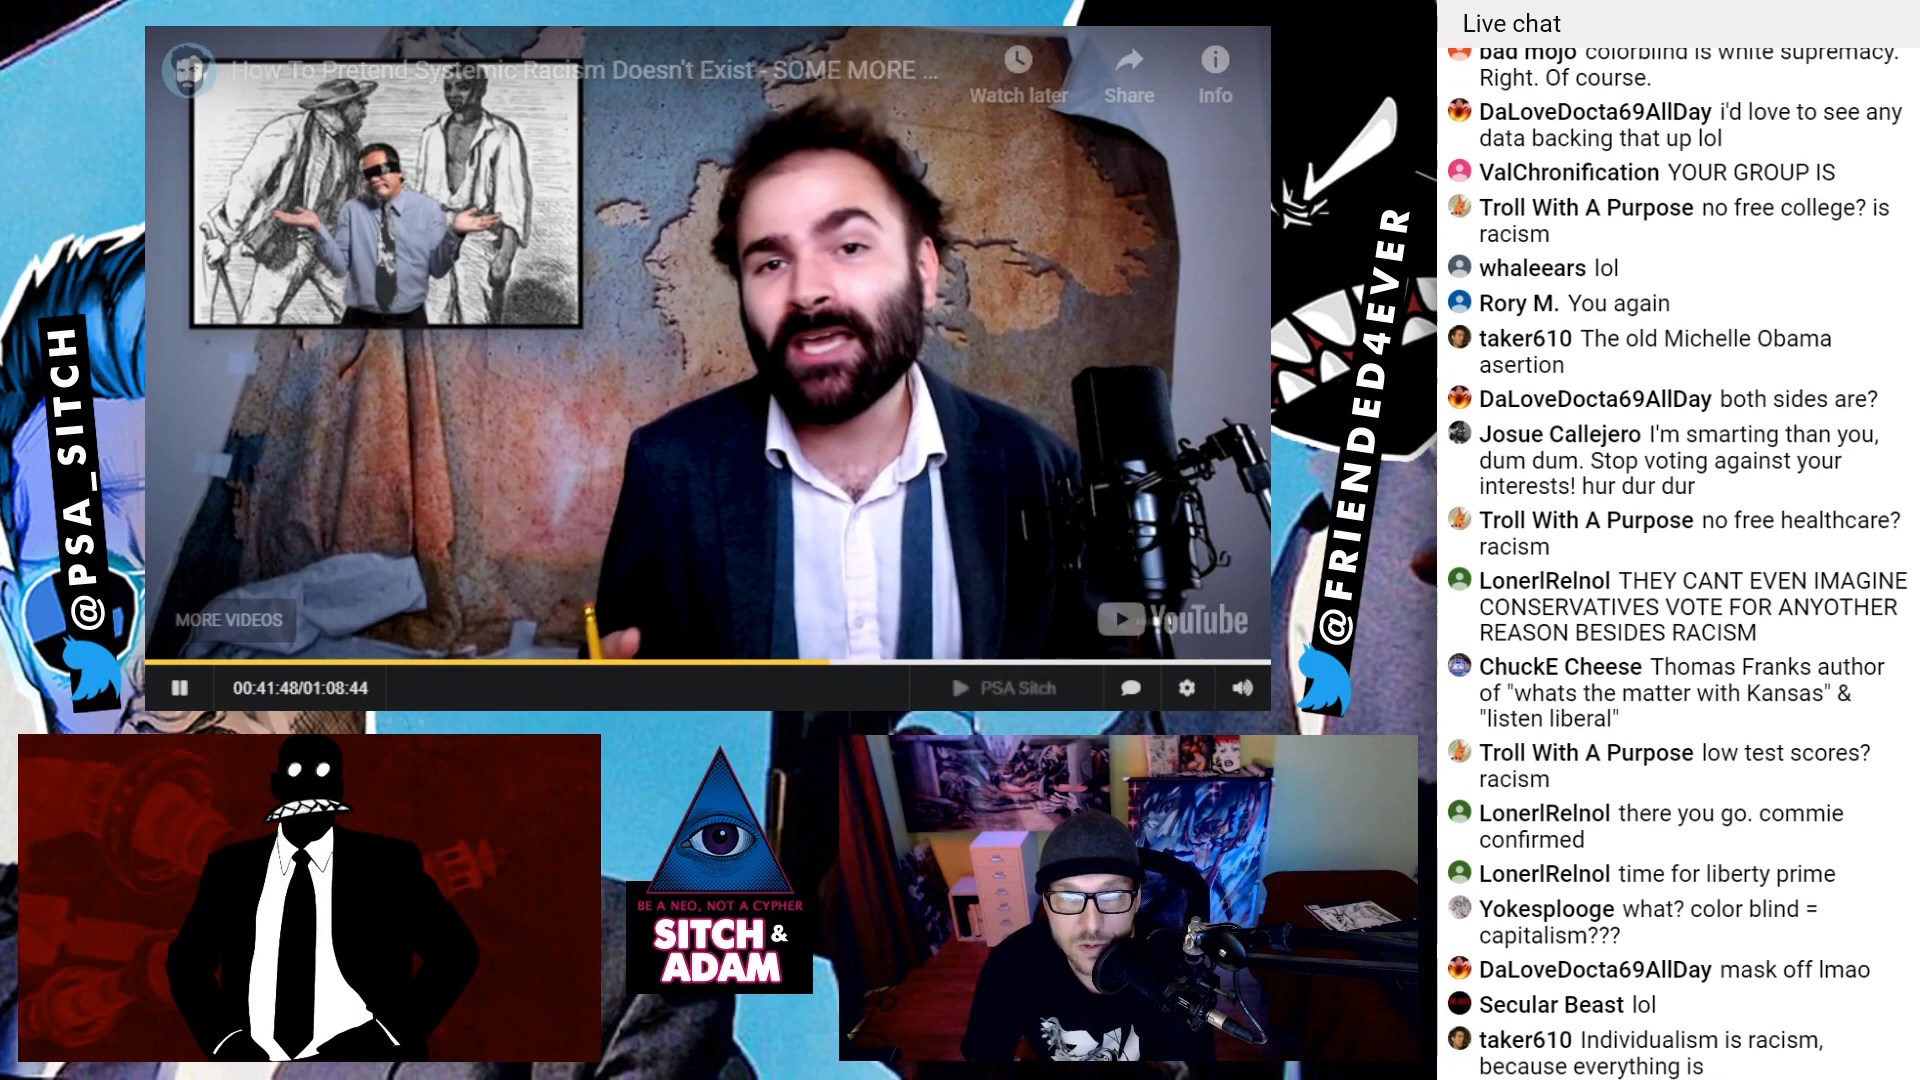 How To Pretend Systemic Racism Doesn't Exist - SOME MORE ...
Watch later
Share
Info
MORE VIDEOS
YouTube
00:41:48/01:08:44
PSA Sitch
@PSA_SITCH
@FRIENDED4EVER
BE A NEO, NOT A CYPHER
SITCH &
ADAM
Live chat
bad mojo colorblind is white supremacy.
Right. Of course.
DaLoveDocta69AllDay i'd love to see any
data backing that up lol
ValChronification YOUR GROUP IS
Troll With A Purpose no free college? is
racism
whaleears lol
Rory M. You again
taker610 The old Michelle Obama
asertion
DaLoveDocta69AllDay both sides are?
Josue Callejero I'm smarting than you,
dum dum. Stop voting against your
interests! hur dur dur
Troll With A Purpose no free healthcare?
racism
LonerlRelnol THEY CANT EVEN IMAGINE
CONSERVATIVES VOTE FOR ANYOTHER
REASON BESIDES RACISM
ChuckE Cheese Thomas Franks author
of "whats the matter with Kansas" &
"listen liberal"
Troll With A Purpose low test scores?
racism
LonerlRelnol there you go. commie
confirmed
LonerlRelnol time for liberty prime
Yokesplooge what? color blind =
capitalism???
DaLoveDocta69AllDay mask off lmao
Secular Beast lol
taker610 Individualism is racism,
because everything is